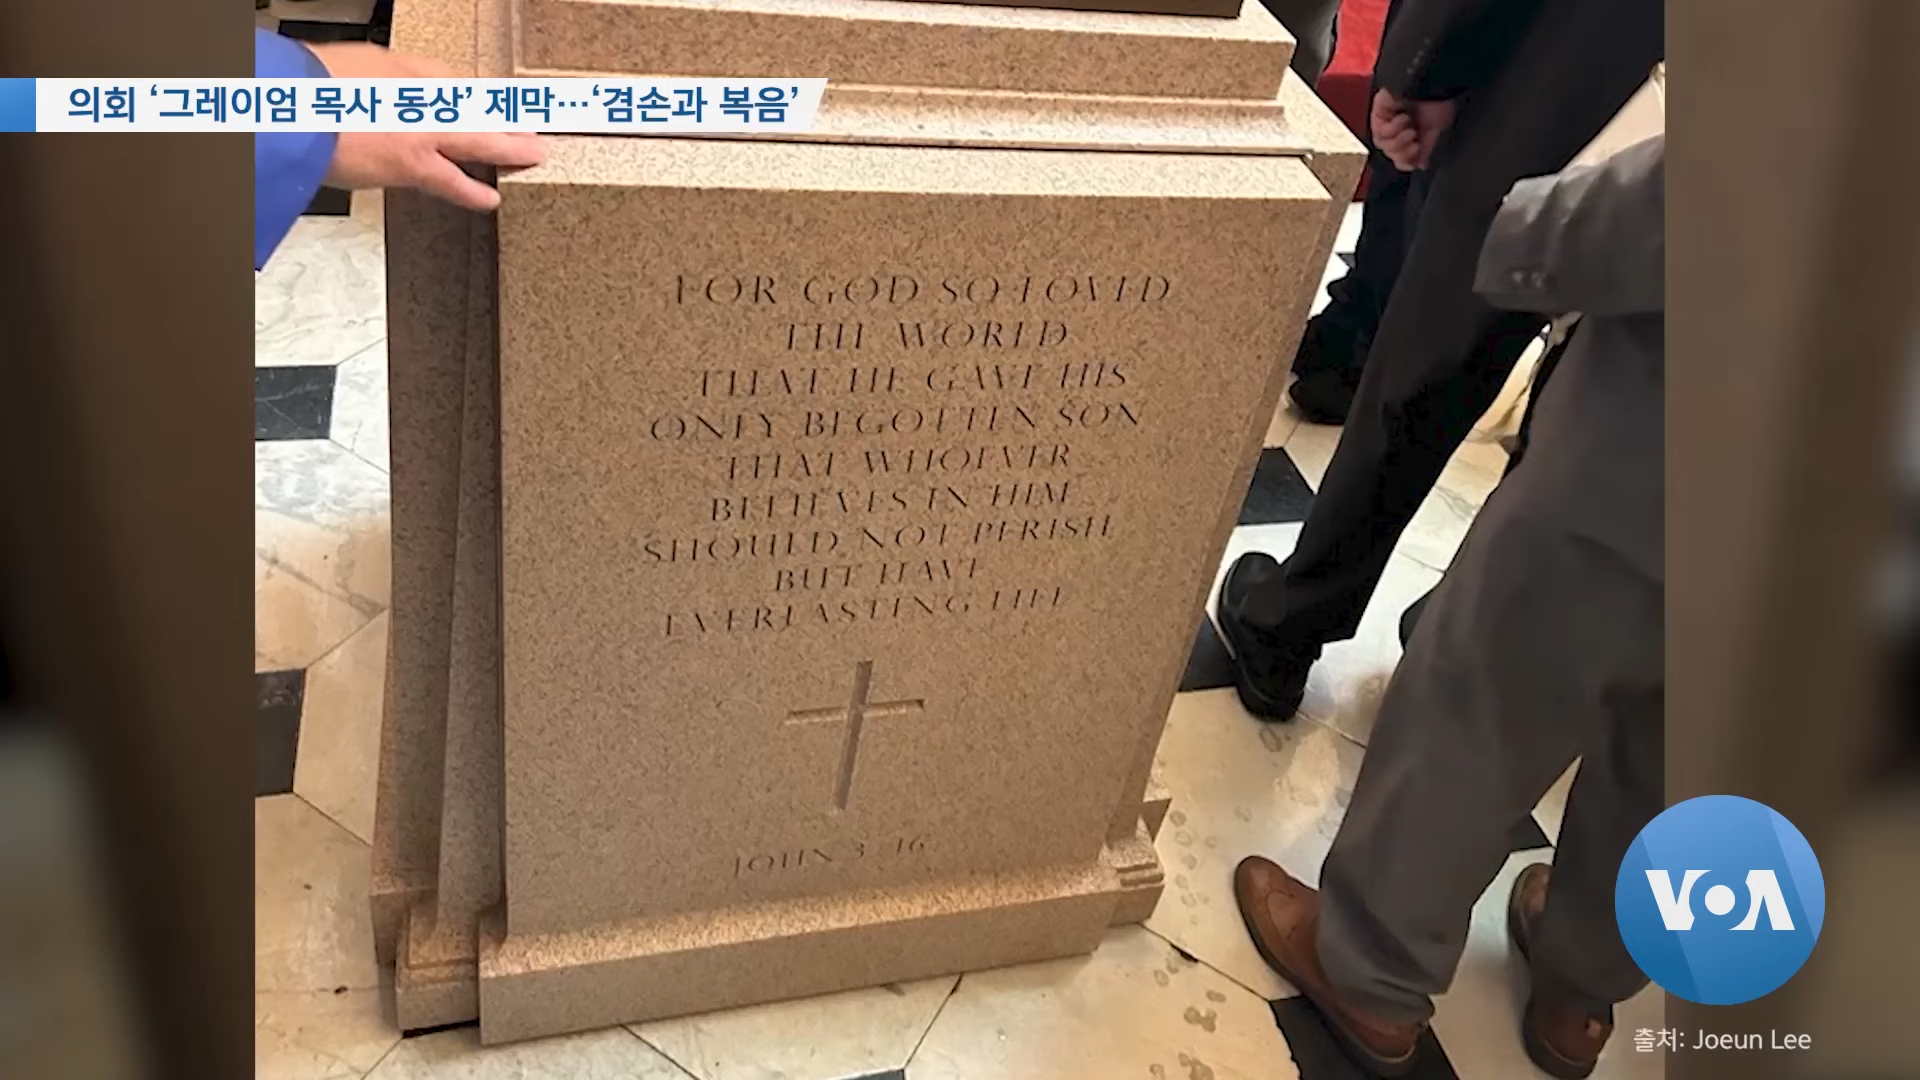 의회 ‘그레이엄 목사 동상’ 제막…‘겸손과 복음’
FOR GOD SO LOVED
THE WORLD
THAT HE GAVE HIS
ONLY BEGOTTEN SON
THAT WHOEVER
BELIEVES IN HIM
SHOULD NOT PERISH
BUT HAVE
EVERLASTING LIFE
JOHN 3:16
VOA
출처: Joeun Lee